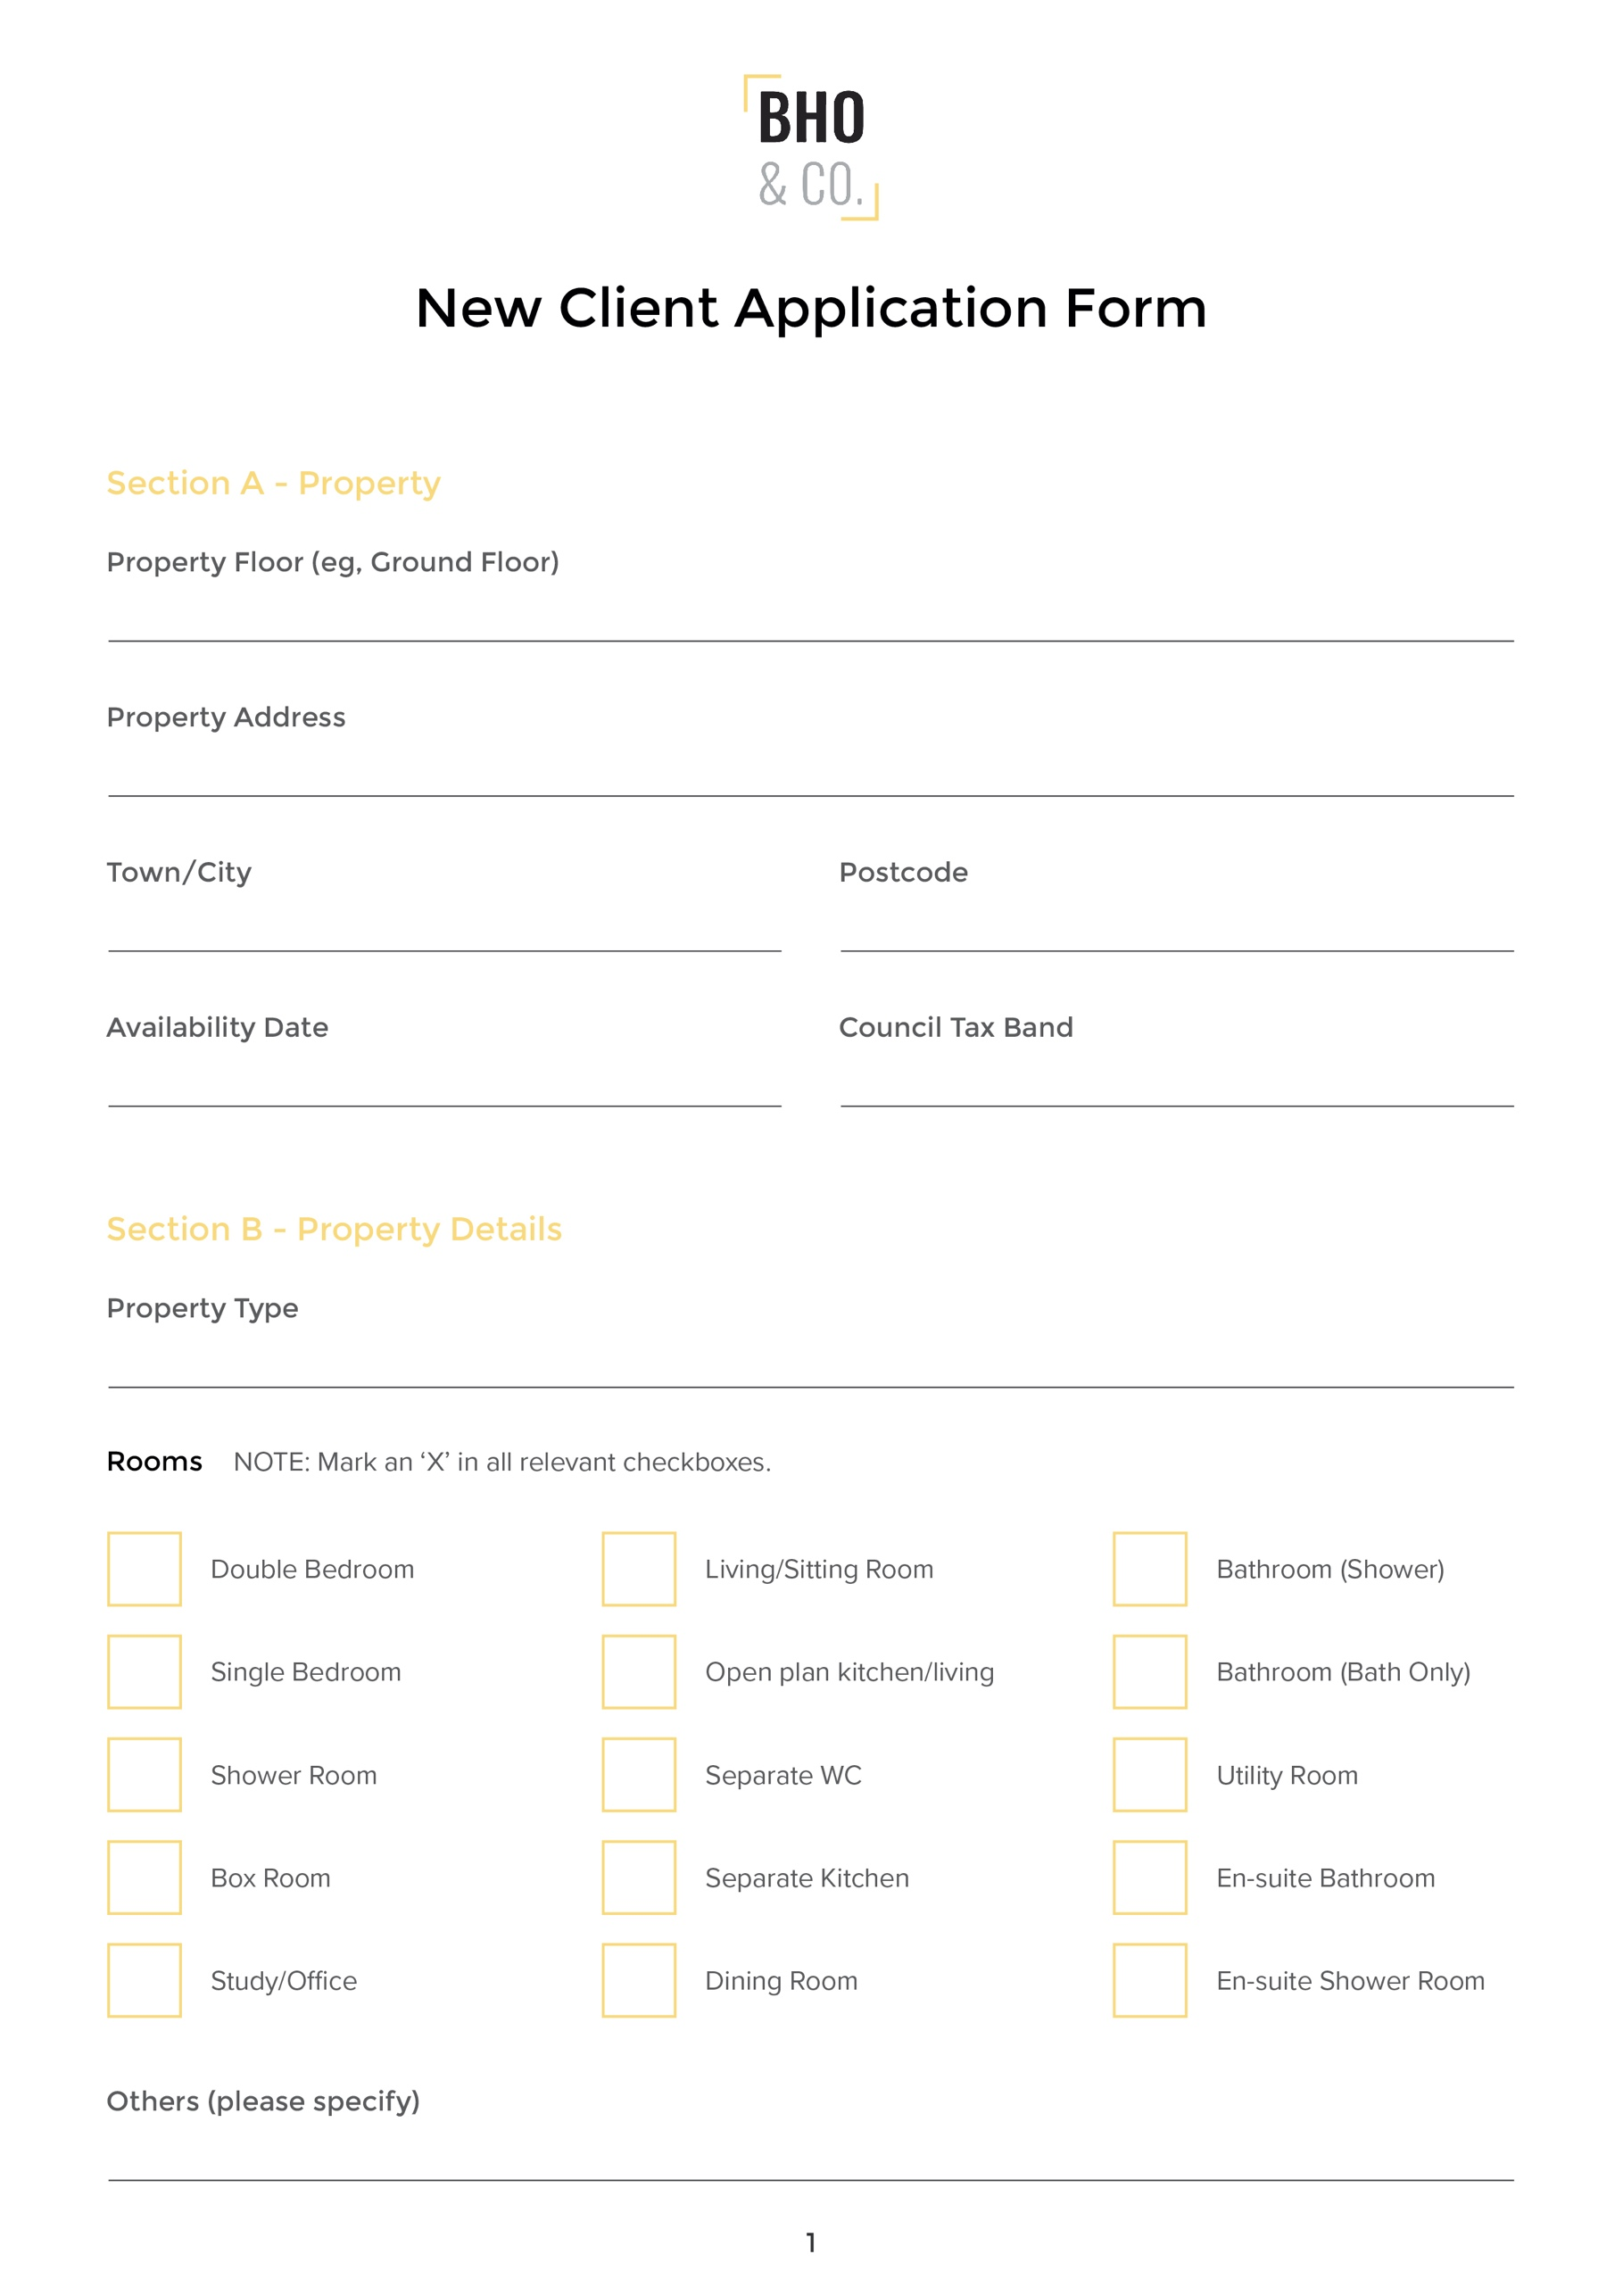 BHO
& CO.
New Client Application Form
Section A - Property
Property Floor (eg, Ground Floor)
Property Address
Town/City Postcode
Availability Date Council Tax Band
Section B - Property Details
Property Type
Rooms NOTE: Mark an ‘X’ in all relevant checkboxes.
Double Bedroom Living/Sitting Room Bathroom (Shower)
Single Bedroom Open plan kitchen/living Bathroom (Bath Only)
Shower Room Separate WC Utility Room
Box Room Separate Kitchen En-suite Bathroom
Study/Office Dining Room En-suite Shower Room
Others (please specify)
1